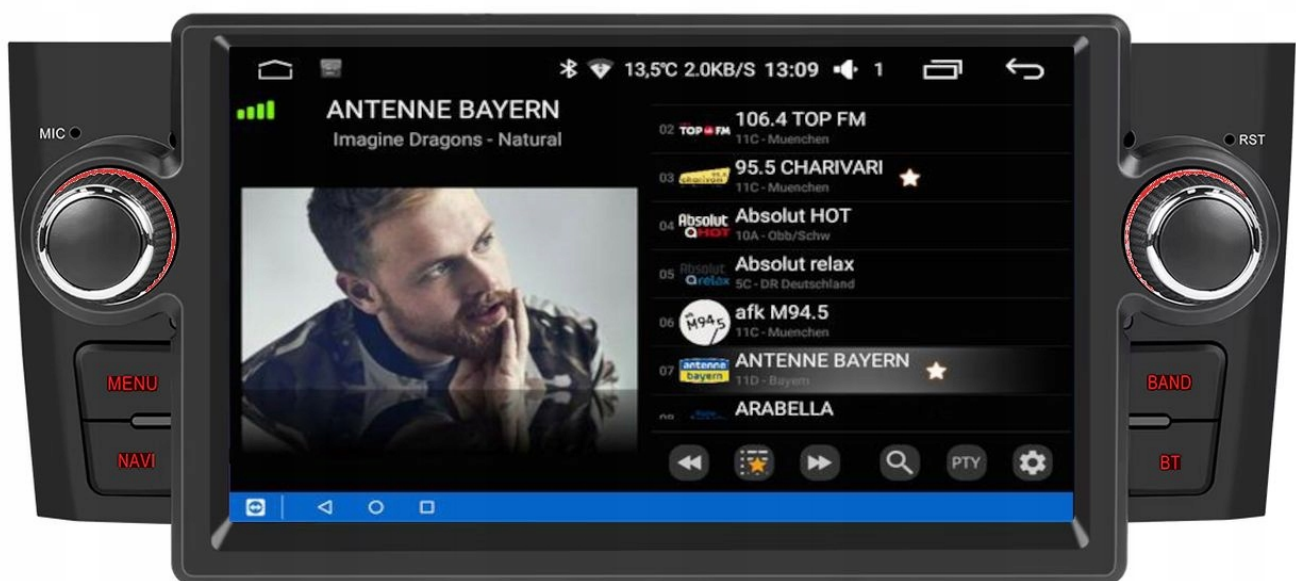 13,5°C 2.0KB/S 13:09 1
MIC
RST
ANTENNE BAYERN
Imagine Dragons - Natural
02 TOP FM 106.4 TOP FM
11C - Muenchen
03 charivari 95.5 CHARIVARI
11C - Muenchen
04 Absolut HOT Absolut HOT
10A - Obb/Schw
05 Absolut relax Absolut relax
5C - DR Deutschland
06 afk M94.5 afk M94.5
11C - Muenchen
07 antenne bayern ANTENNE BAYERN
11D - Bayern
ARABELLA
MENU
NAVI
BAND
BT
PTY